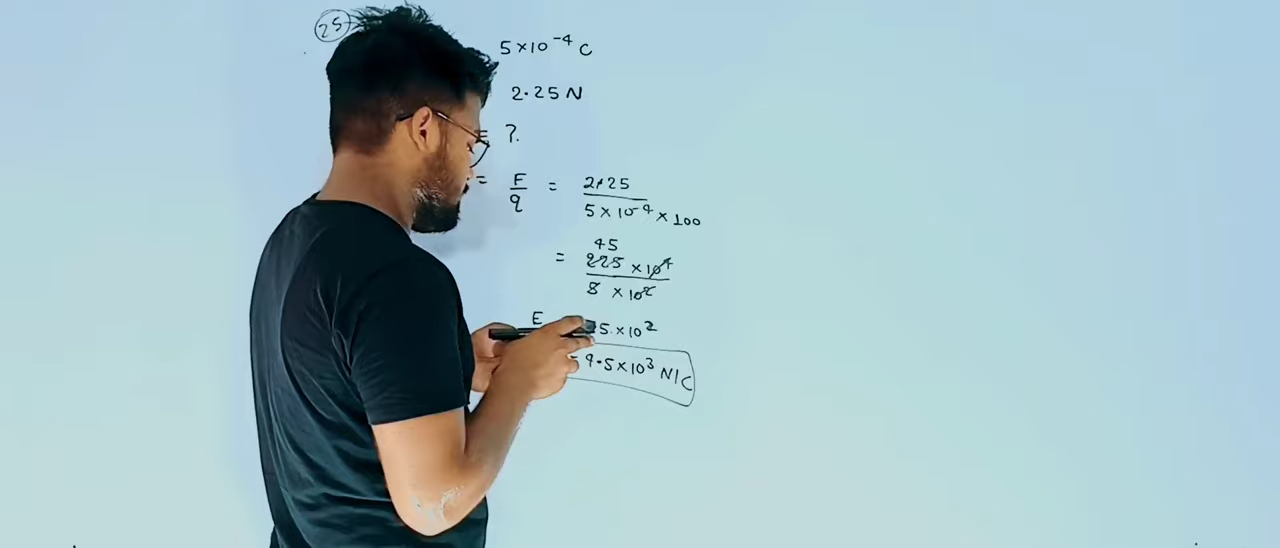 25
5×10⁻⁴ C
2.25 N
= ?
= F/q = 2.25 / 5×10⁻⁴ × 100
= 45
225 × 10⁴ / 5 × 10²
E 5 × 10²
= 4.5×10³ N/C